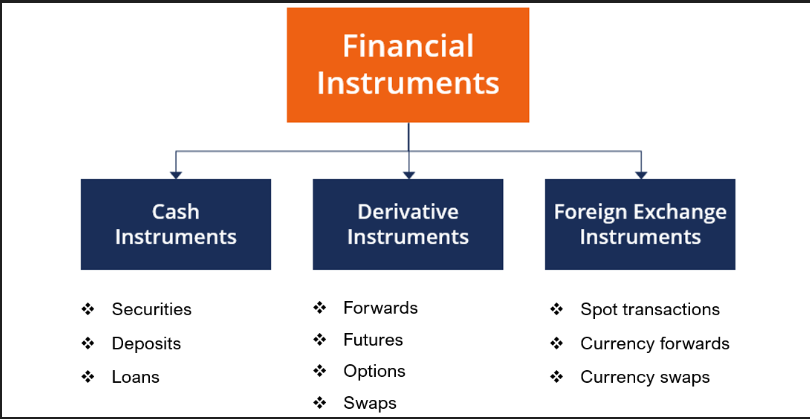 Financial
Instruments
Cash
Instruments
Derivative
Instruments
Foreign Exchange
Instruments
Securities
Deposits
Loans
Forwards
Futures
Options
Swaps
Spot transactions
Currency forwards
Currency swaps